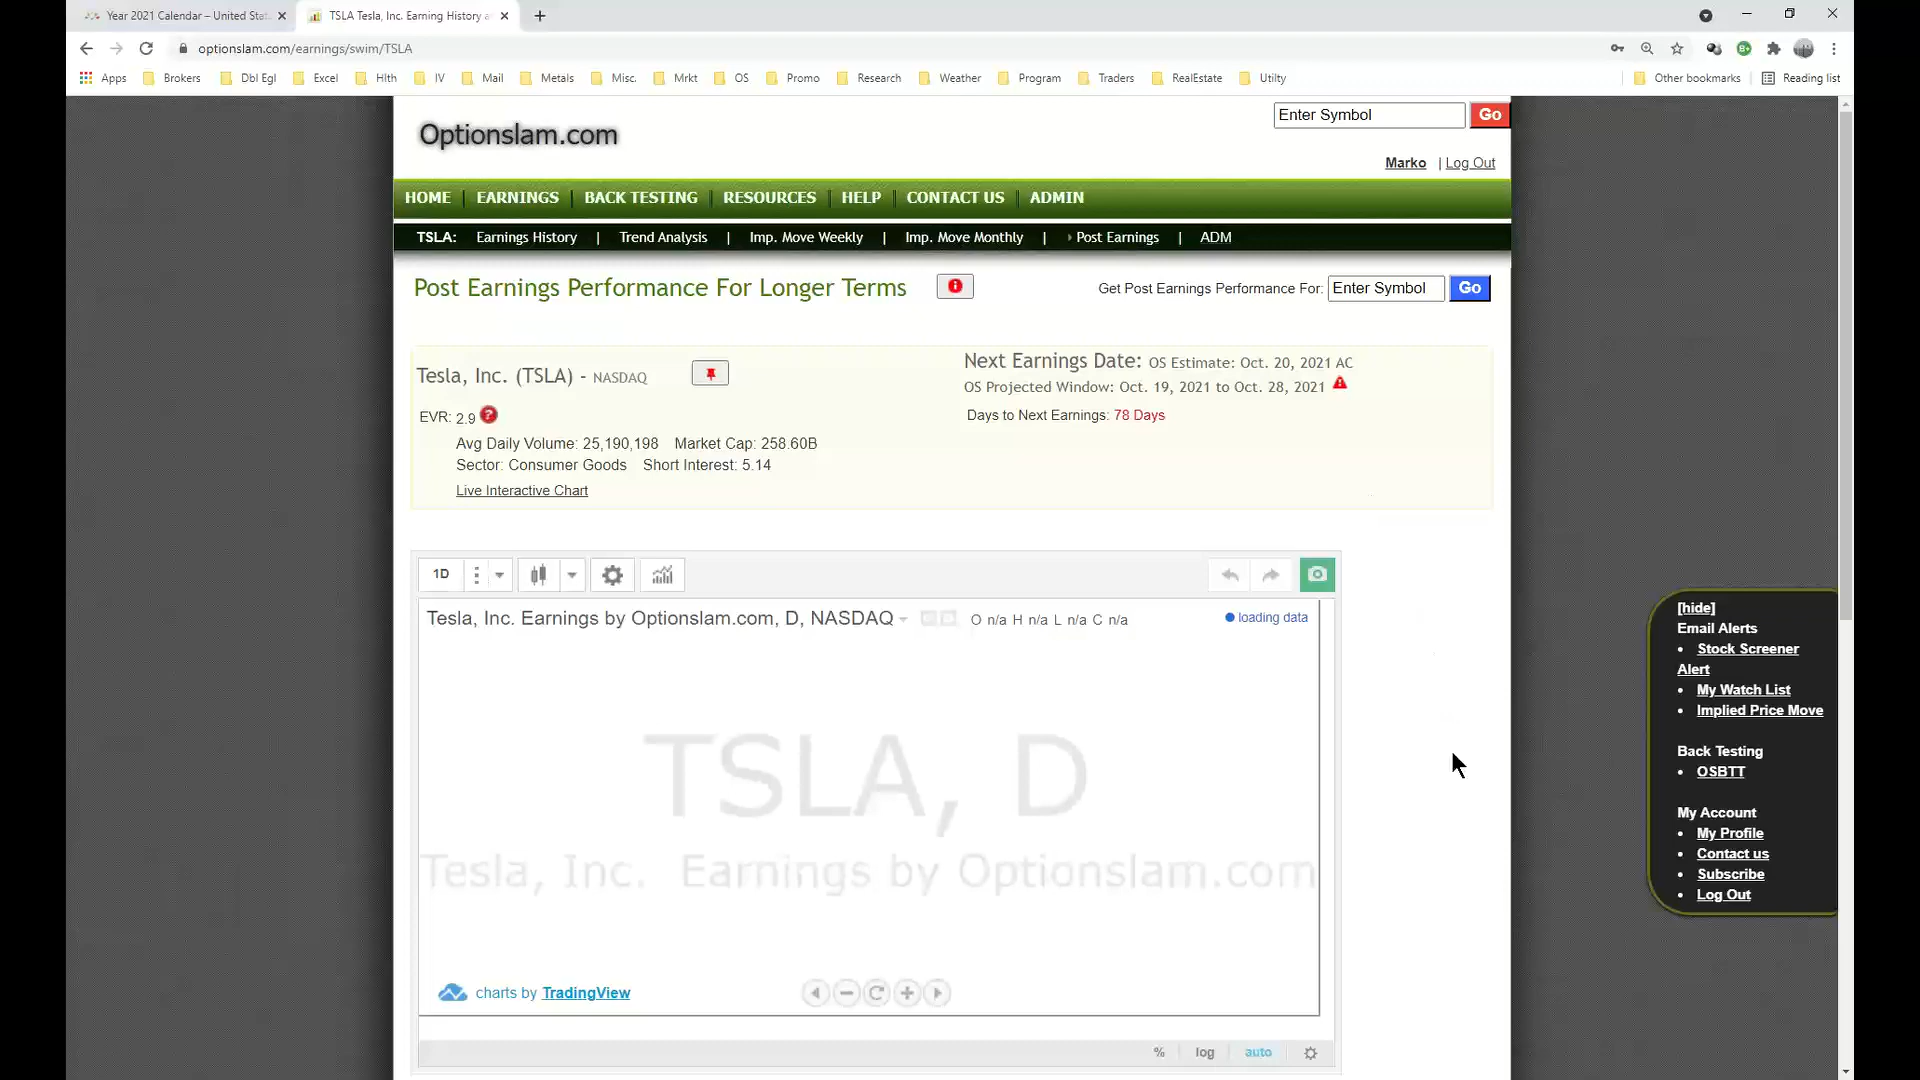 Year 2021 Calendar – United Stat
TSLA Tesla, Inc. Earning History a
optionslam.com/earnings/swim/TSLA
Apps Brokers Dbl Egl Excel Hlth IV Mail Metals Misc. Mrkt OS Promo Research Weather Program Traders RealEstate Utilty Other bookmarks Reading list
Enter Symbol Go
Optionslam.com
Marko | Log Out
HOME EARNINGS BACK TESTING RESOURCES HELP CONTACT US ADMIN
TSLA: Earnings History | Trend Analysis | Imp. Move Weekly | Imp. Move Monthly | Post Earnings | ADM
Post Earnings Performance For Longer Terms
Get Post Earnings Performance For: Enter Symbol Go
Tesla, Inc. (TSLA) - NASDAQ
EVR: 2.9
Avg Daily Volume: 25,190,198 Market Cap: 258.60B
Sector: Consumer Goods Short Interest: 5.14
Live Interactive Chart
Next Earnings Date: OS Estimate: Oct. 20, 2021 AC
OS Projected Window: Oct. 19, 2021 to Oct. 28, 2021
Days to Next Earnings: 78 Days
1D
Tesla, Inc. Earnings by Optionslam.com, D, NASDAQ O n/a H n/a L n/a C n/a
loading data
TSLA, D
Tesla, Inc. Earnings by Optionslam.com
charts by TradingView
% log auto
[hide]
Email Alerts
• Stock Screener
Alert
• My Watch List
• Implied Price Move
Back Testing
• OSBTT
My Account
• My Profile
• Contact us
• Subscribe
• Log Out